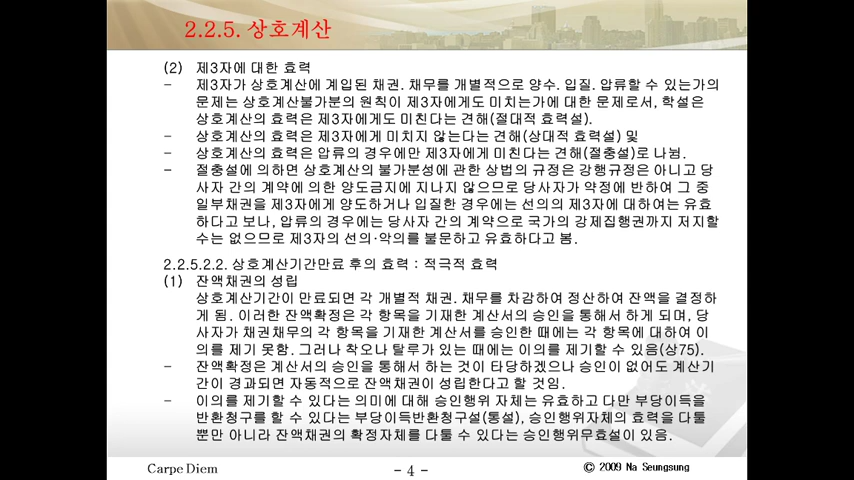 2.2.5. 상호계산
(2) 제3자에 대한 효력
- 제3자가 상호계산에 계입된 채권. 채무를 개별적으로 양수. 입질. 압류할 수 있는가의
문제는 상호계산불가분의 원칙이 제3자에게도 미치는가에 대한 문제로서, 학설은
상호계산의 효력은 제3자에게도 미친다는 견해(절대적 효력설).
- 상호계산의 효력은 제3자에게 미치지 않는다는 견해(상대적 효력설) 및
- 상호계산의 효력은 압류의 경우에만 제3자에게 미친다는 견해(절충설)로 나뉨.
- 절충설에 의하면 상호계산의 불가분성에 관한 상법의 규정은 강행규정은 아니고 당
사자 간의 계약에 의한 양도금지에 지나지 않으므로 당사자가 약정에 반하여 그 중
일부채권을 제3자에게 양도하거나 입질한 경우에는 선의의 제3자에 대하여는 유효
하다고 보나, 압류의 경우에는 당사자 간의 계약으로 국가의 강제집행권까지 저지할
수는 없으므로 제3자의 선의·악의를 불문하고 유효하다고 봄.
2.2.5.2.2. 상호계산기간만료 후의 효력 : 적극적 효력
(1) 잔액채권의 성립
상호계산기간이 만료되면 각 개별적 채권. 채무를 차감하여 정산하여 잔액을 결정하
게 됨. 이러한 잔액확정은 각 항목을 기재한 계산서의 승인을 통해서 하게 되며, 당
사자가 채권채무의 각 항목을 기재한 계산서를 승인한 때에는 각 항목에 대하여 이
의를 제기 못함. 그러나 착오나 탈루가 있는 때에는 이의를 제기할 수 있음(상75).
- 잔액확정은 계산서의 승인을 통해서 하는 것이 타당하겠으나 승인이 없어도 계산기
간이 경과되면 자동적으로 잔액채권이 성립한다고 할 것임.
- 이의를 제기할 수 있다는 의미에 대해 승인행위 자체는 유효하고 다만 부당이득을
반환청구를 할 수 있다는 부당이득반환청구설(통설), 승인행위자체의 효력을 다툴
뿐만 아니라 잔액채권의 확정자체를 다툴 수 있다는 승인행위무효설이 있음.
Carpe Diem
- 4 -
© 2009 Na Seungsung